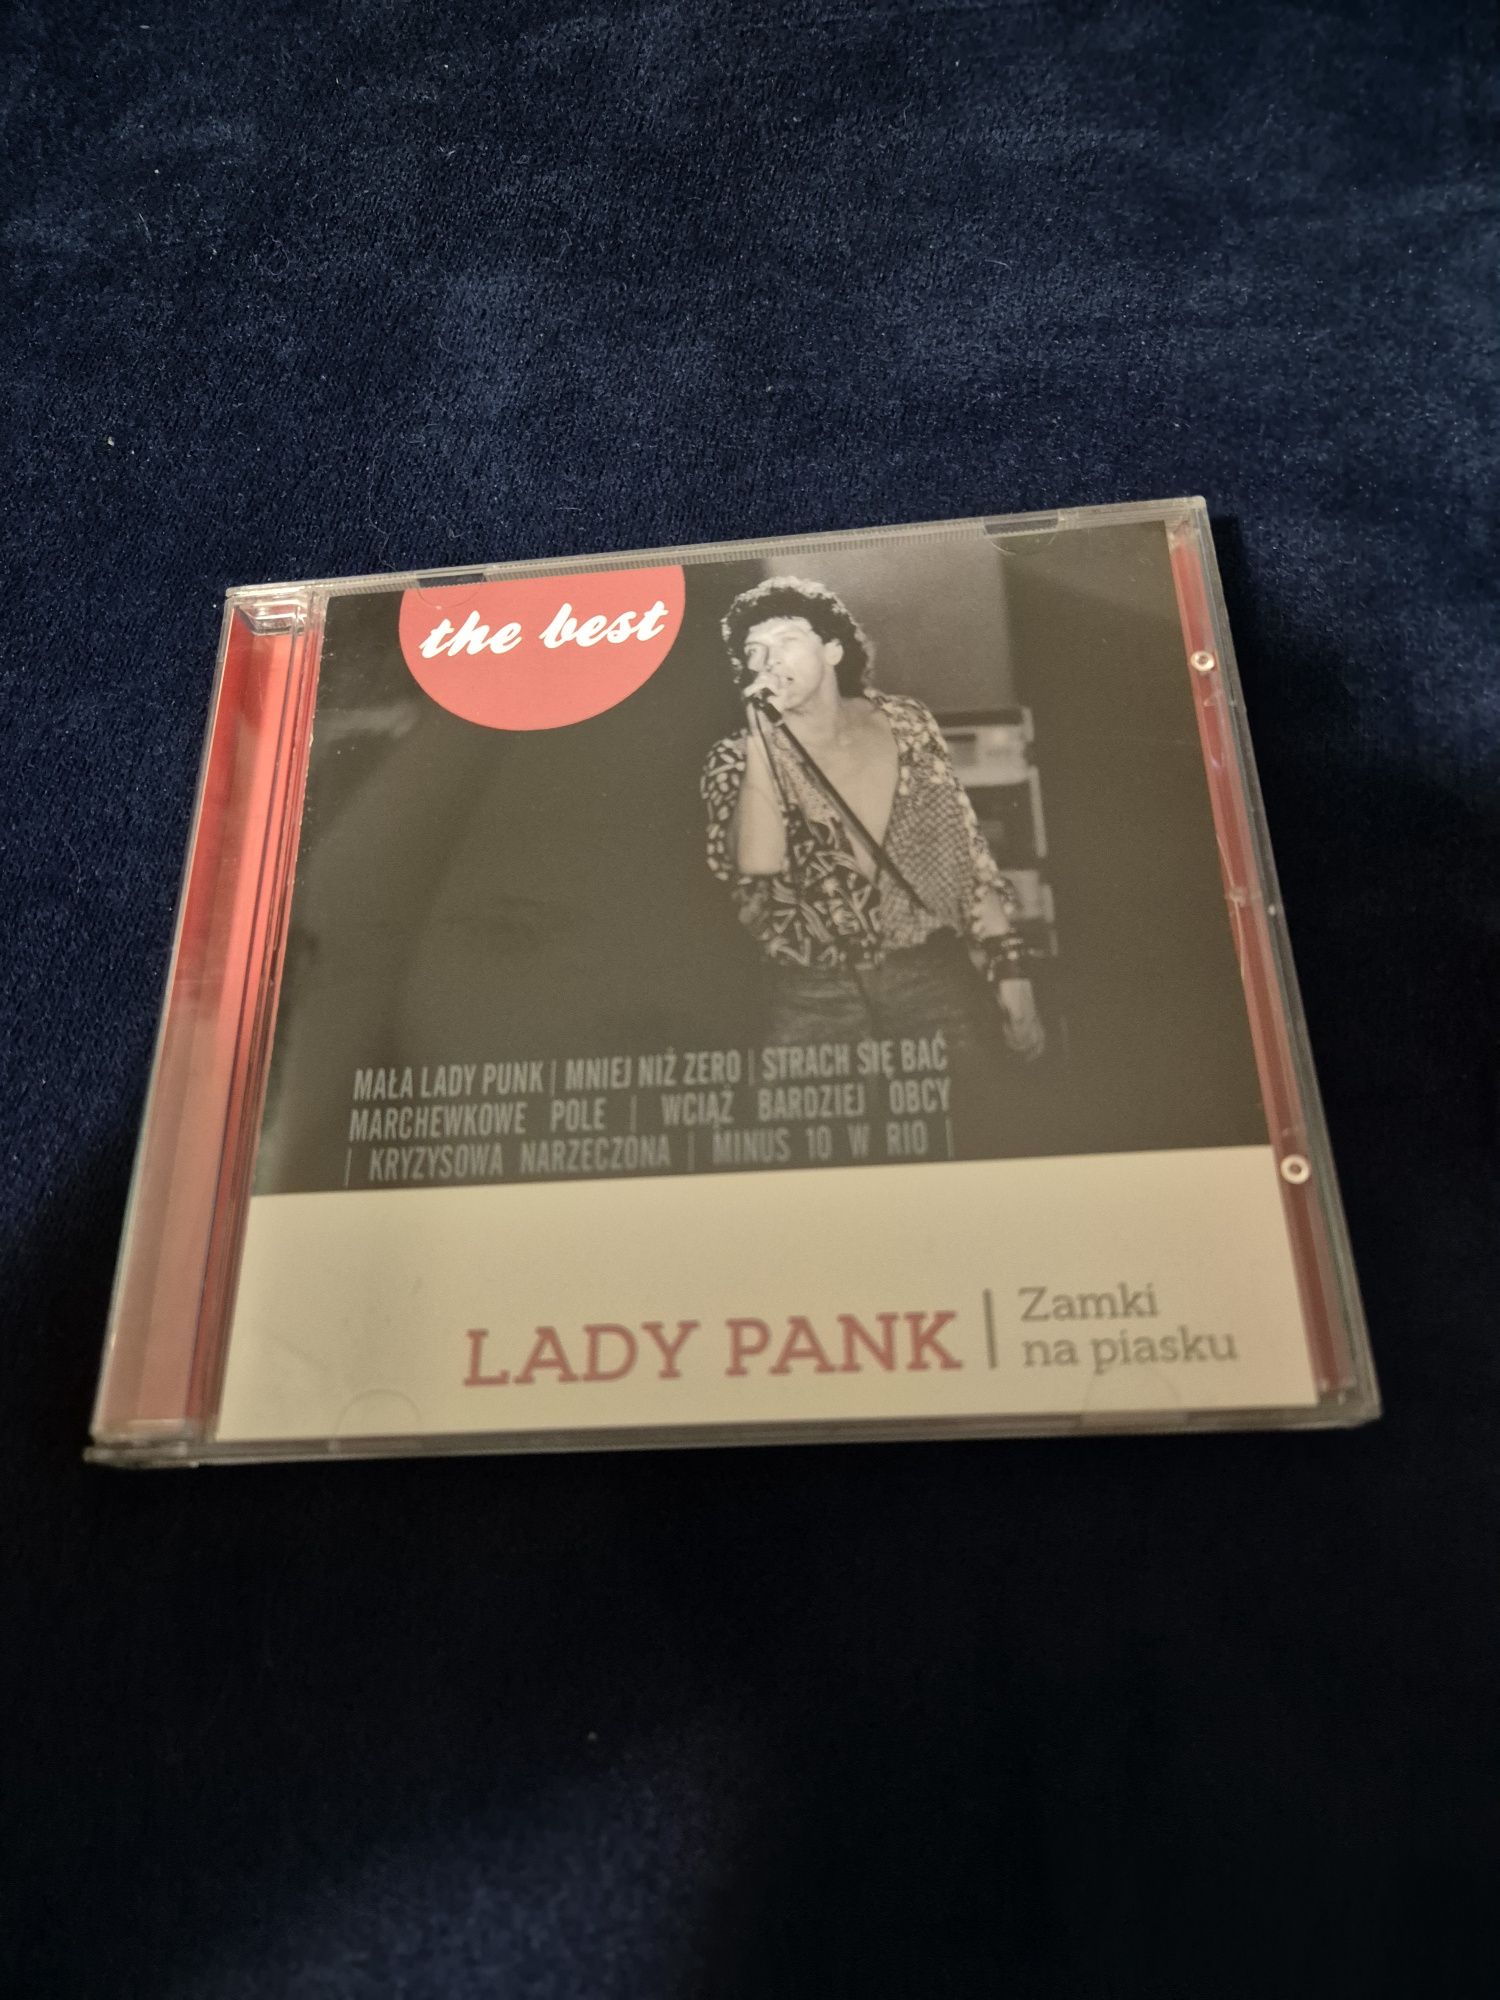 the best
MAŁA LADY PUNK | MNIEJ NIŻ ZERO | STRACH SIĘ BAĆ
MARCHEWKOWE POLE | WCIĄŻ BARDZIEJ OBCY
| KRYZYSOWA NARZECZONA | MINUS 10 W RIO |
LADY PANK | Zamki
na piasku